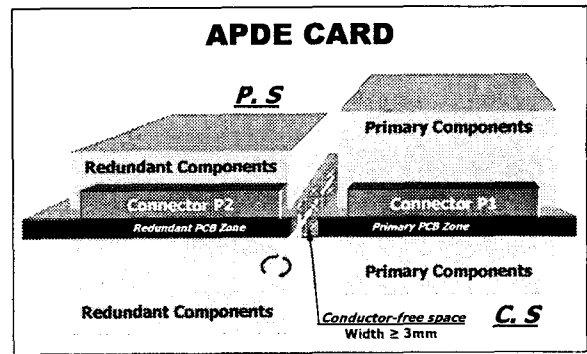 APDE CARD
P. S
Primary Components
Redundant Components
Connector P2
Connector P1
Redundant PCB Zone
Primary PCB Zone
Primary Components
Redundant Components
Conductor-free space
Width ≥ 3mm
C. S